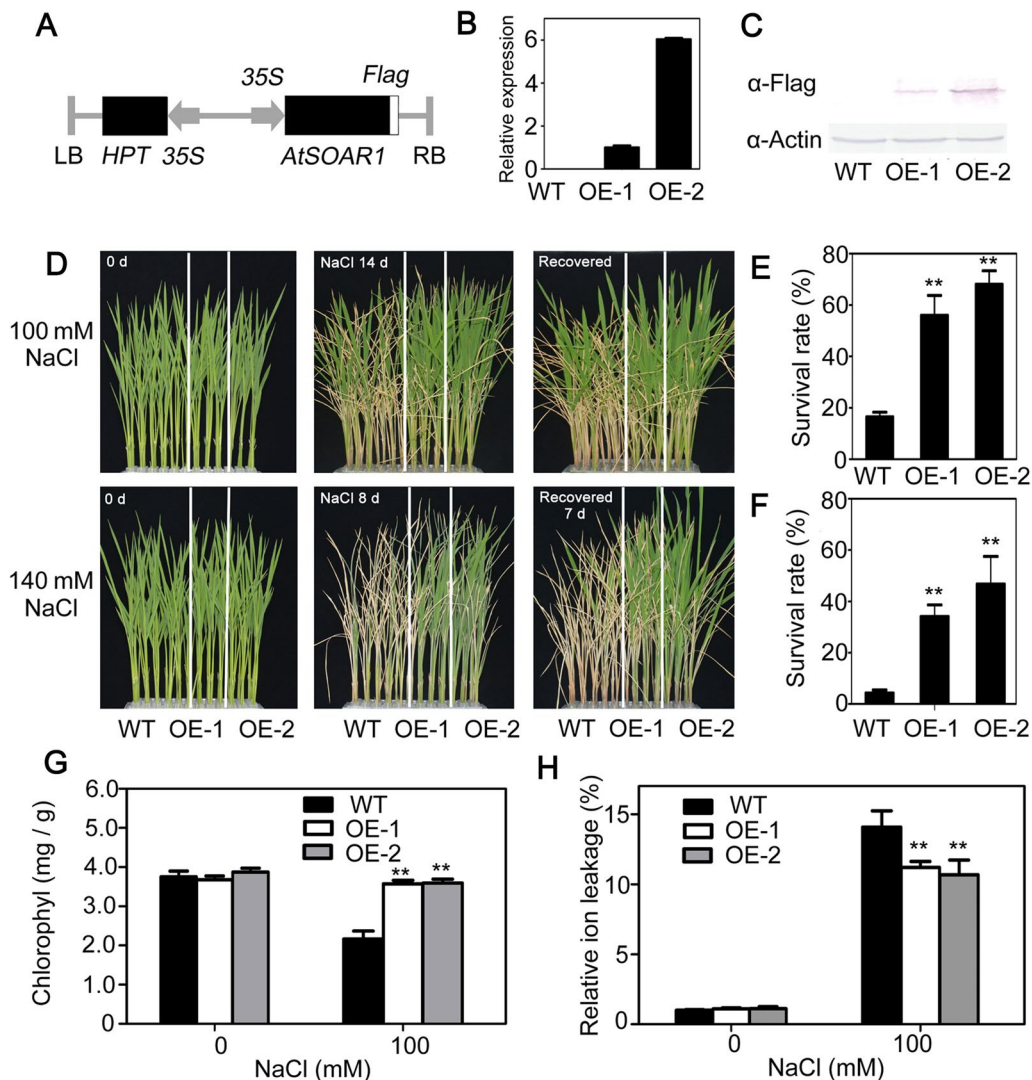 A
35S Flag
LB HPT 35S AtSOAR1 RB
B
Relative expression
6
4
2
0
WT OE-1 OE-2
C
α-Flag
α-Actin
WT OE-1 OE-2
D
100 mM
NaCl
0 d
NaCl 14 d
Recovered
140 mM
NaCl
0 d
NaCl 8 d
Recovered
7 d
WT OE-1 OE-2
WT OE-1 OE-2
WT OE-1 OE-2
E
Survival rate (%)
80
60
40
20
0
**
**
WT OE-1 OE-2
F
Survival rate (%)
80
60
40
20
0
**
**
WT OE-1 OE-2
G
Chlorophyl (mg / g)
6.0
5.0
4.0
3.0
2.0
1.0
0
WT
OE-1
OE-2
** **
0 100
NaCl (mM)
H
Relative ion leakage (%)
15
10
5
0
WT
OE-1
OE-2
** **
0 100
NaCl (mM)